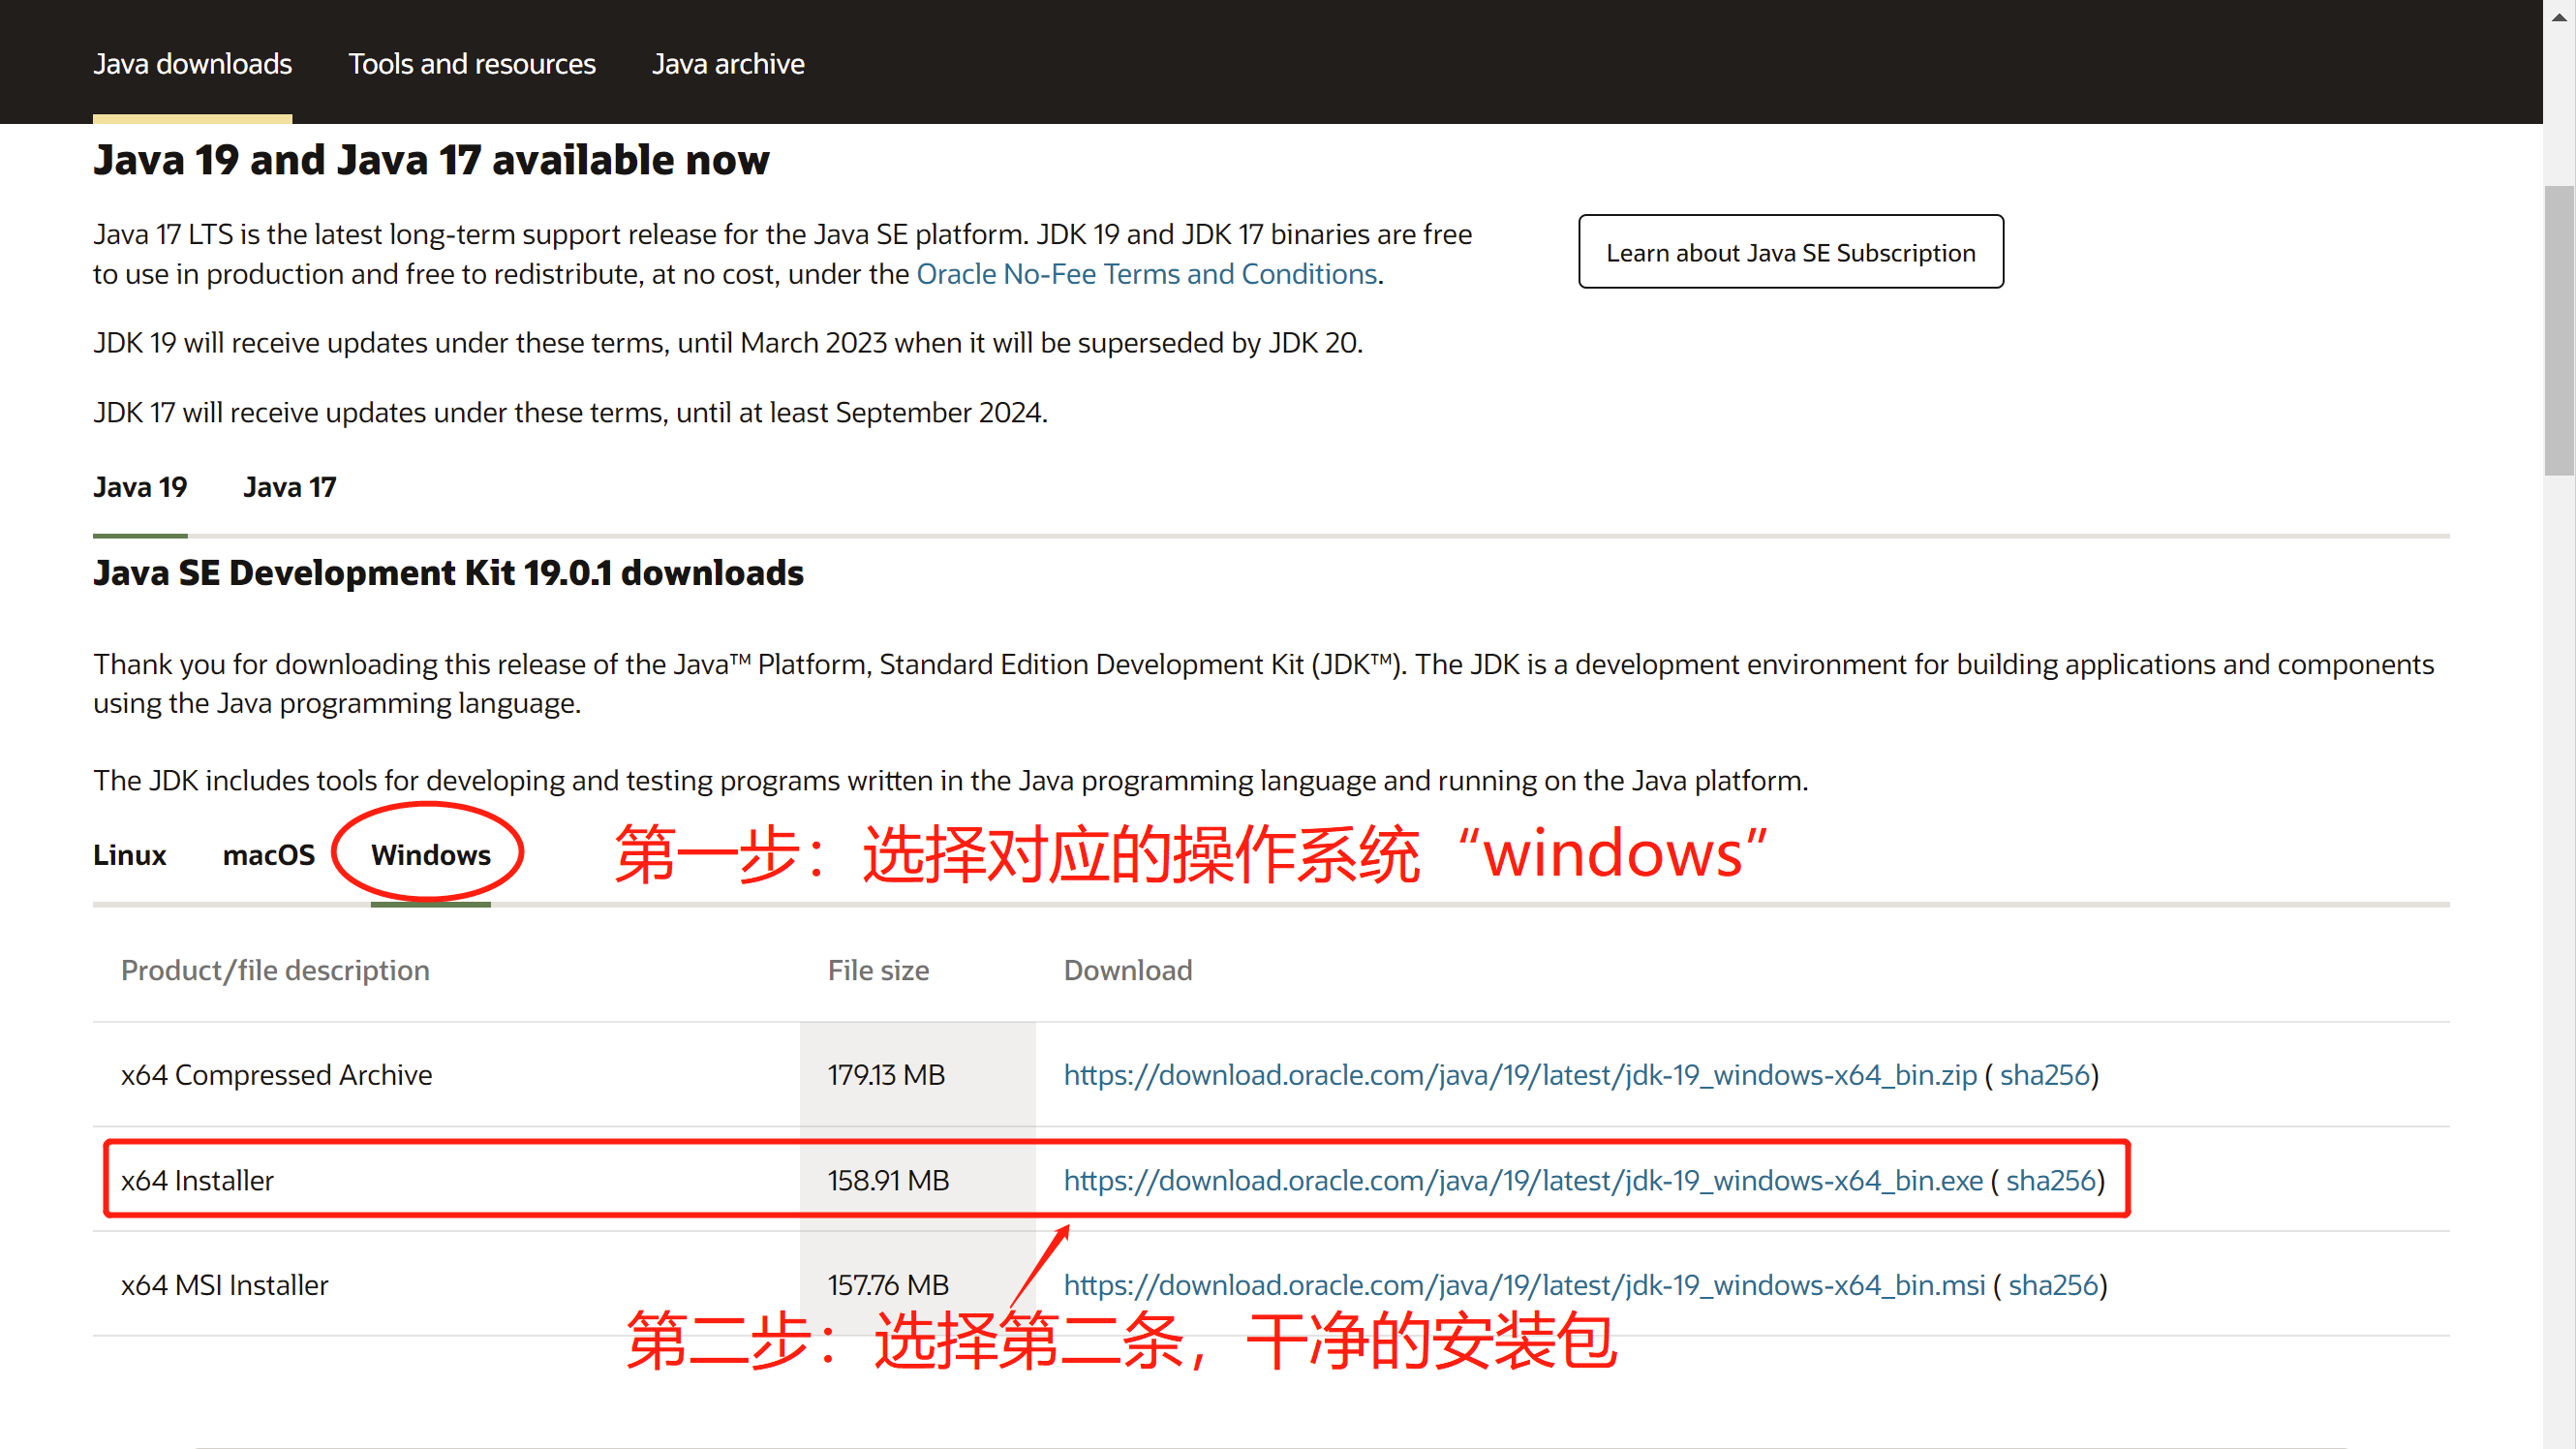 Java downloads Tools and resources Java archive
Java 19 and Java 17 available now
Java 17 LTS is the latest long-term support release for the Java SE platform. JDK 19 and JDK 17 binaries are free
to use in production and free to redistribute, at no cost, under the Oracle No-Fee Terms and Conditions.
Learn about Java SE Subscription
JDK 19 will receive updates under these terms, until March 2023 when it will be superseded by JDK 20.
JDK 17 will receive updates under these terms, until at least September 2024.
Java 19 Java 17
Java SE Development Kit 19.0.1 downloads
Thank you for downloading this release of the Java™ Platform, Standard Edition Development Kit (JDK™). The JDK is a development environment for building applications and components
using the Java programming language.
The JDK includes tools for developing and testing programs written in the Java programming language and running on the Java platform.
Linux macOS Windows 第一步：选择对应的操作系统“windows”
Product/file description File size Download
x64 Compressed Archive 179.13 MB https://download.oracle.com/java/19/latest/jdk-19_windows-x64_bin.zip ( sha256)
x64 Installer 158.91 MB https://download.oracle.com/java/19/latest/jdk-19_windows-x64_bin.exe ( sha256)
x64 MSI Installer 157.76 MB https://download.oracle.com/java/19/latest/jdk-19_windows-x64_bin.msi ( sha256)
第二步：选择第二条，干净的安装包